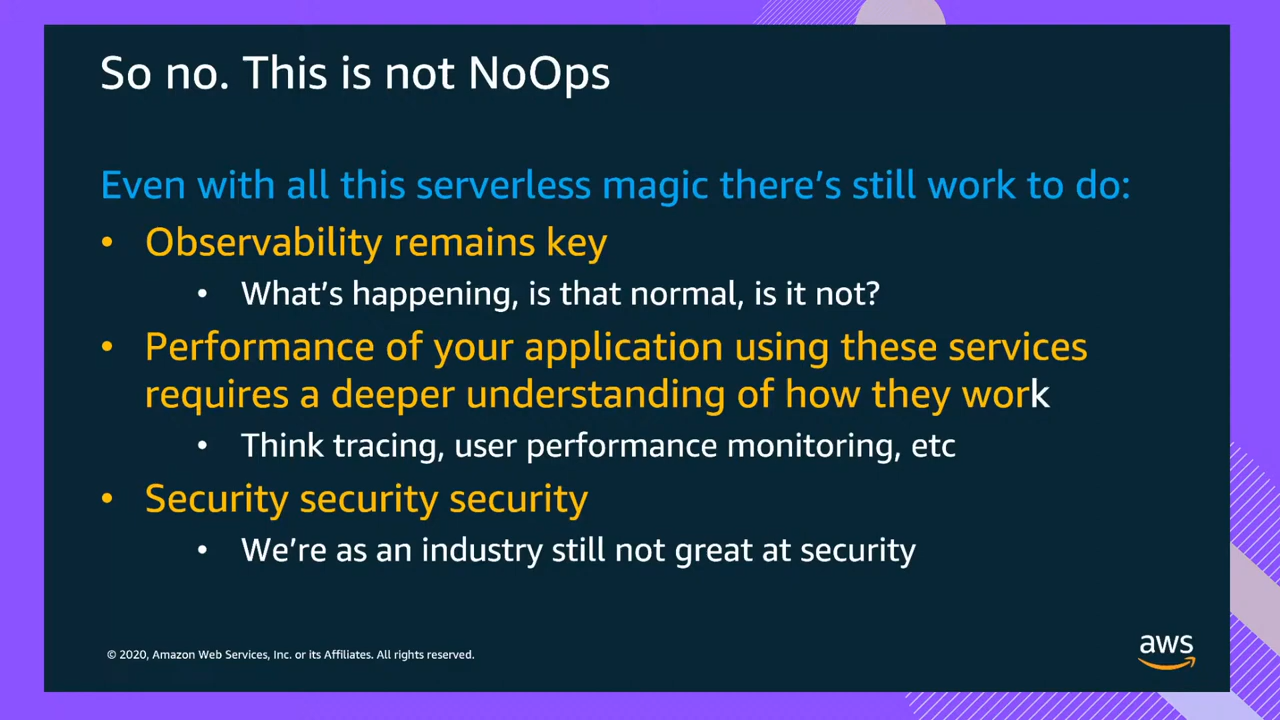 So no. This is not NoOps
Even with all this serverless magic there's still work to do:
• Observability remains key
• What's happening, is that normal, is it not?
• Performance of your application using these services
requires a deeper understanding of how they work
• Think tracing, user performance monitoring, etc
• Security security security
• We're as an industry still not great at security
© 2020, Amazon Web Services, Inc. or its Affiliates. All rights reserved.
aws